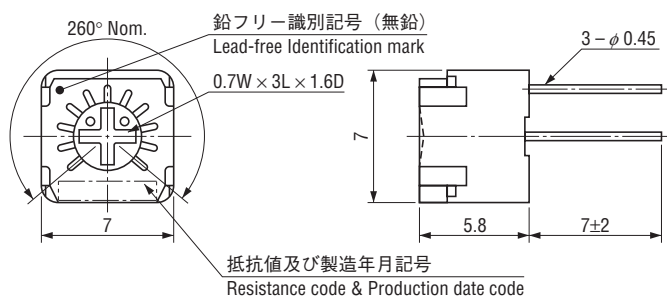 鉛フリー識別記号（無鉛）
260° Nom.
Lead-free Identification mark
3－φ 0.45
0.7W × 3L × 1.6D
7
7
5.8
7±2
抵抗値及び製造年月記号
Resistance code & Production date code